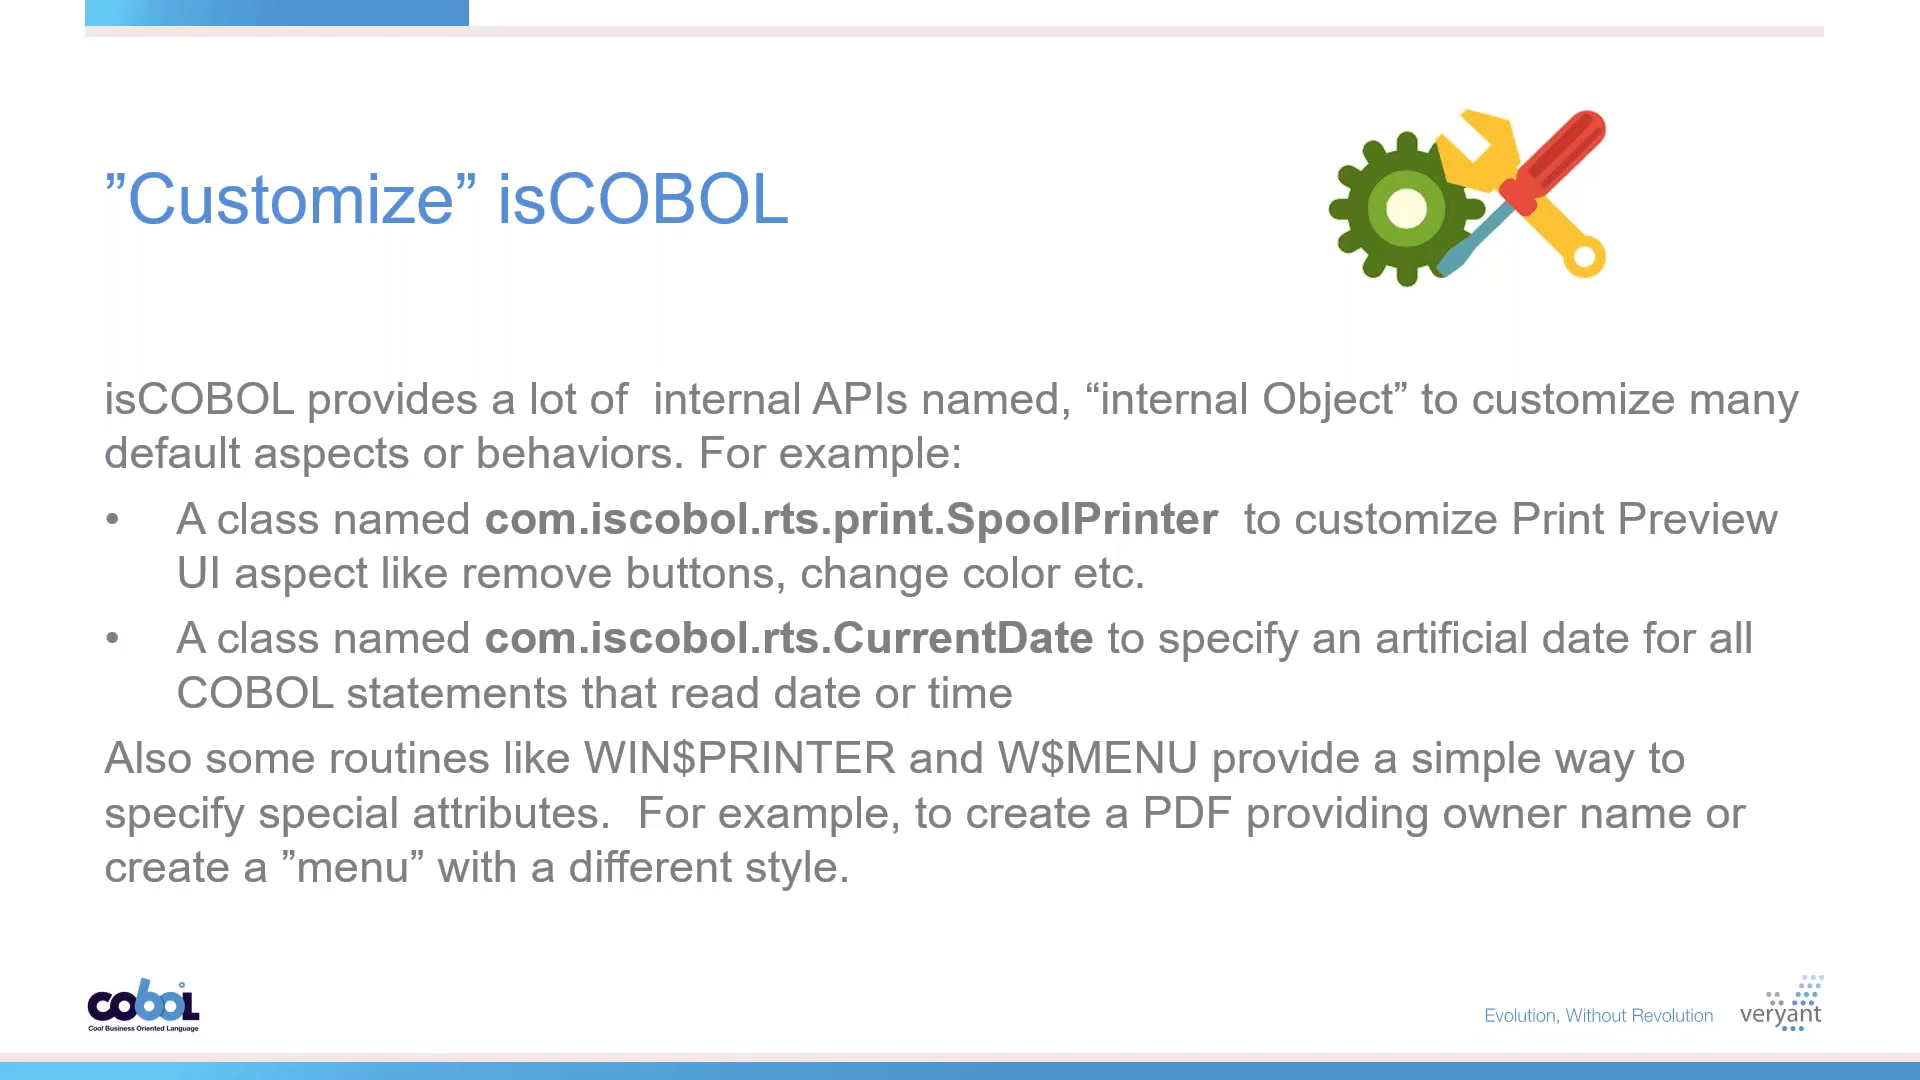 ”Customize” isCOBOL
isCOBOL provides a lot of  internal APIs named, “internal Object” to customize many
default aspects or behaviors. For example:
• A class named com.iscobol.rts.print.SpoolPrinter  to customize Print Preview
UI aspect like remove buttons, change color etc.
• A class named com.iscobol.rts.CurrentDate to specify an artificial date for all
COBOL statements that read date or time
Also some routines like WIN$PRINTER and W$MENU provide a simple way to
specify special attributes.  For example, to create a PDF providing owner name or
create a ”menu” with a different style.
cobol
Cool Business Oriented Language
Evolution, Without Revolution
veryant